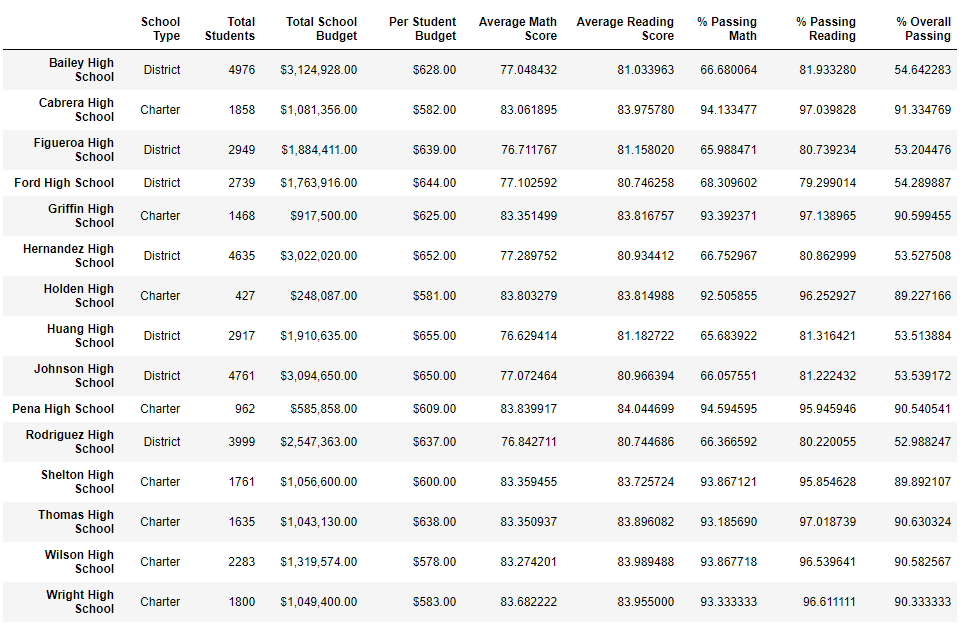 School Type Total Students Total School Budget Per Student Budget Average Math Score Average Reading Score % Passing Math % Passing Reading % Overall Passing
Bailey High School District 4976 $3,124,928.00 $628.00 77.048432 81.033963 66.680064 81.933280 54.642283
Cabrera High School Charter 1858 $1,081,356.00 $582.00 83.061895 83.975780 94.133477 97.039828 91.334769
Figueroa High School District 2949 $1,884,411.00 $639.00 76.711767 81.158020 65.988471 80.739234 53.204476
Ford High School District 2739 $1,763,916.00 $644.00 77.102592 80.746258 68.309602 79.299014 54.289887
Griffin High School Charter 1468 $917,500.00 $625.00 83.351499 83.816757 93.392371 97.138965 90.599455
Hernandez High School District 4635 $3,022,020.00 $652.00 77.289752 80.934412 66.752967 80.862999 53.527508
Holden High School Charter 427 $248,087.00 $581.00 83.803279 83.814988 92.505855 96.252927 89.227166
Huang High School District 2917 $1,910,635.00 $655.00 76.629414 81.182722 65.683922 81.316421 53.513884
Johnson High School District 4761 $3,094,650.00 $650.00 77.072464 80.966394 66.057551 81.222432 53.539172
Pena High School Charter 962 $585,858.00 $609.00 83.839917 84.044699 94.594595 95.945946 90.540541
Rodriguez High School District 3999 $2,547,363.00 $637.00 76.842711 80.744686 66.366592 80.220055 52.988247
Shelton High School Charter 1761 $1,056,600.00 $600.00 83.359455 83.725724 93.867121 95.854628 89.892107
Thomas High School Charter 1635 $1,043,130.00 $638.00 83.350937 83.896082 93.185690 97.018739 90.630324
Wilson High School Charter 2283 $1,319,574.00 $578.00 83.274201 83.989488 93.867718 96.539641 90.582567
Wright High School Charter 1800 $1,049,400.00 $583.00 83.682222 83.955000 93.333333 96.611111 90.333333